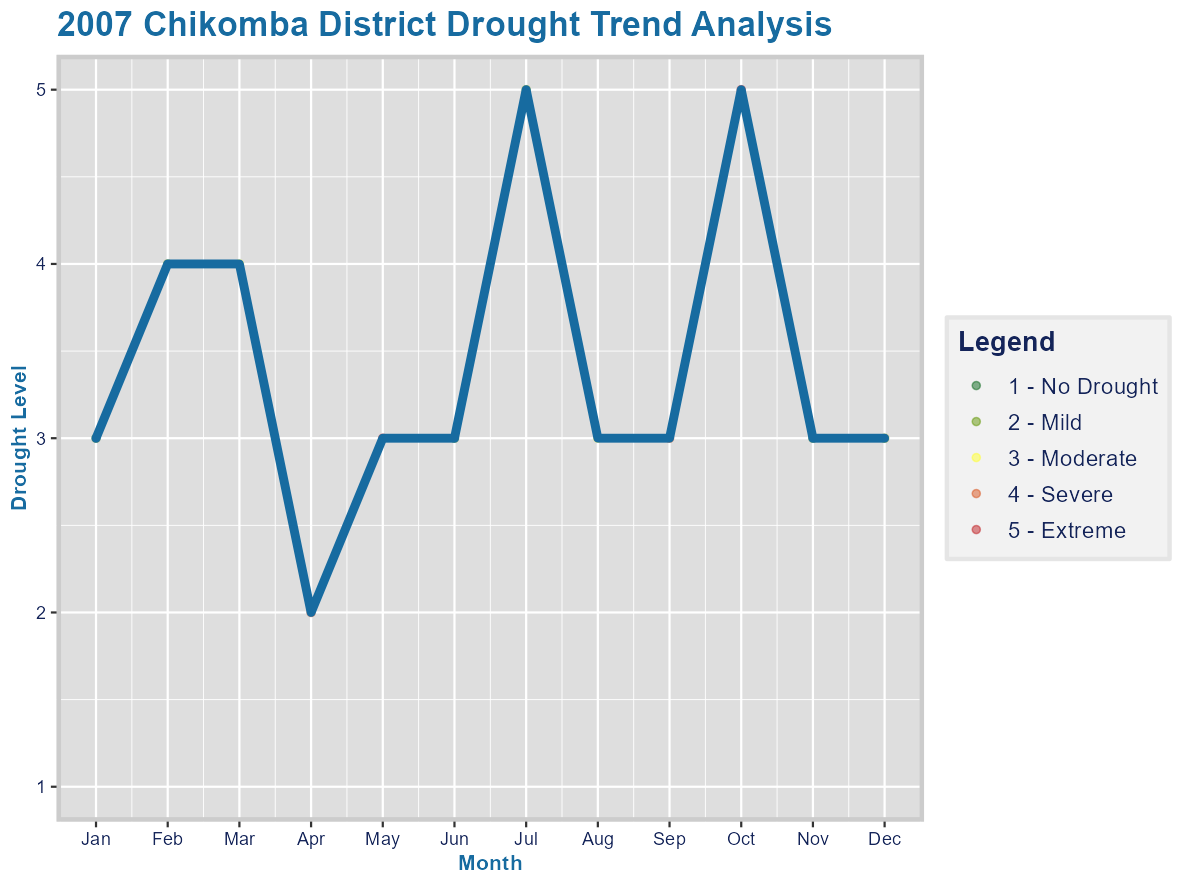 2007 Chikomba District Drought Trend Analysis
Drought Level
5
4
3
2
1
Jan Feb Mar Apr May Jun Jul Aug Sep Oct Nov Dec
Month
Legend
1 - No Drought
2 - Mild
3 - Moderate
4 - Severe
5 - Extreme